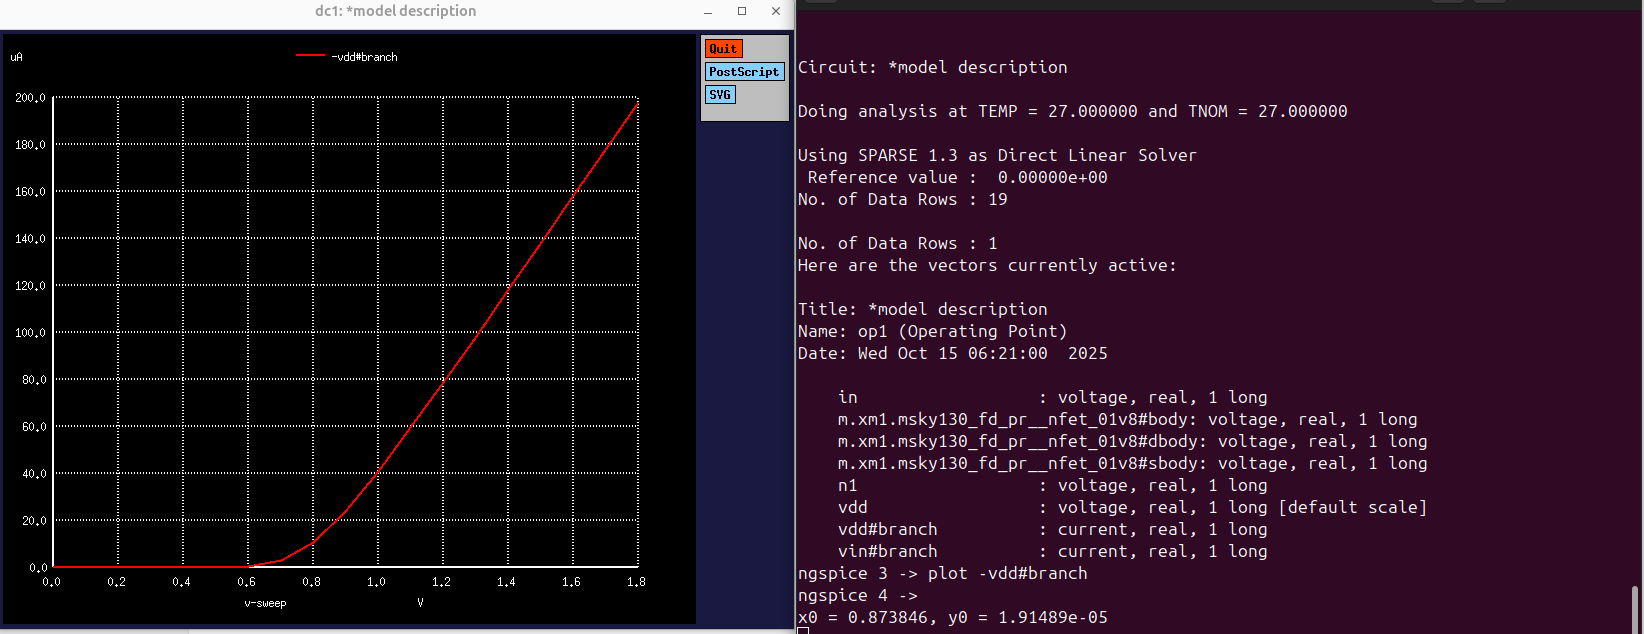 dc1: *model description
uA
-vdd#branch
Quit
PostScript
SVG
200.0
180.0
160.0
140.0
120.0
100.0
80.0
60.0
40.0
20.0
0.0
0.0 0.2 0.4 0.6 0.8 1.0 1.2 1.4 1.6 1.8
v-sweep V
Circuit: *model description
Doing analysis at TEMP = 27.000000 and TNOM = 27.000000
Using SPARSE 1.3 as Direct Linear Solver
Reference value :  0.00000e+00
No. of Data Rows : 19
No. of Data Rows : 1
Here are the vectors currently active:
Title: *model description
Name: op1 (Operating Point)
Date: Wed Oct 15 06:21:00  2025
in : voltage, real, 1 long
m.xm1.msky130_fd_pr__nfet_01v8#body: voltage, real, 1 long
m.xm1.msky130_fd_pr__nfet_01v8#dbody: voltage, real, 1 long
m.xm1.msky130_fd_pr__nfet_01v8#sbody: voltage, real, 1 long
n1 : voltage, real, 1 long
vdd : voltage, real, 1 long [default scale]
vdd#branch : current, real, 1 long
vin#branch : current, real, 1 long
ngspice 3 -> plot -vdd#branch
ngspice 4 ->
x0 = 0.873846, y0 = 1.91489e-05